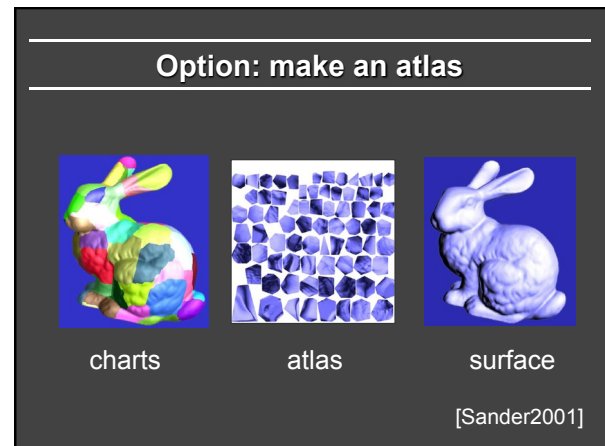 Option: make an atlas
charts atlas surface
[Sander2001]